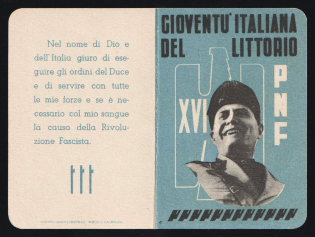 Nel nome di Dio e
dell'Italia giuro di ese-
guire gli ordini del Duce
e di servire con tutte
le mie forze e se è ne-
cessario col mio sangue
la causa della Rivolu-
zione Fascista.
GIOVENTU' ITALIANA
DEL LITTORIO
XVI
PNF